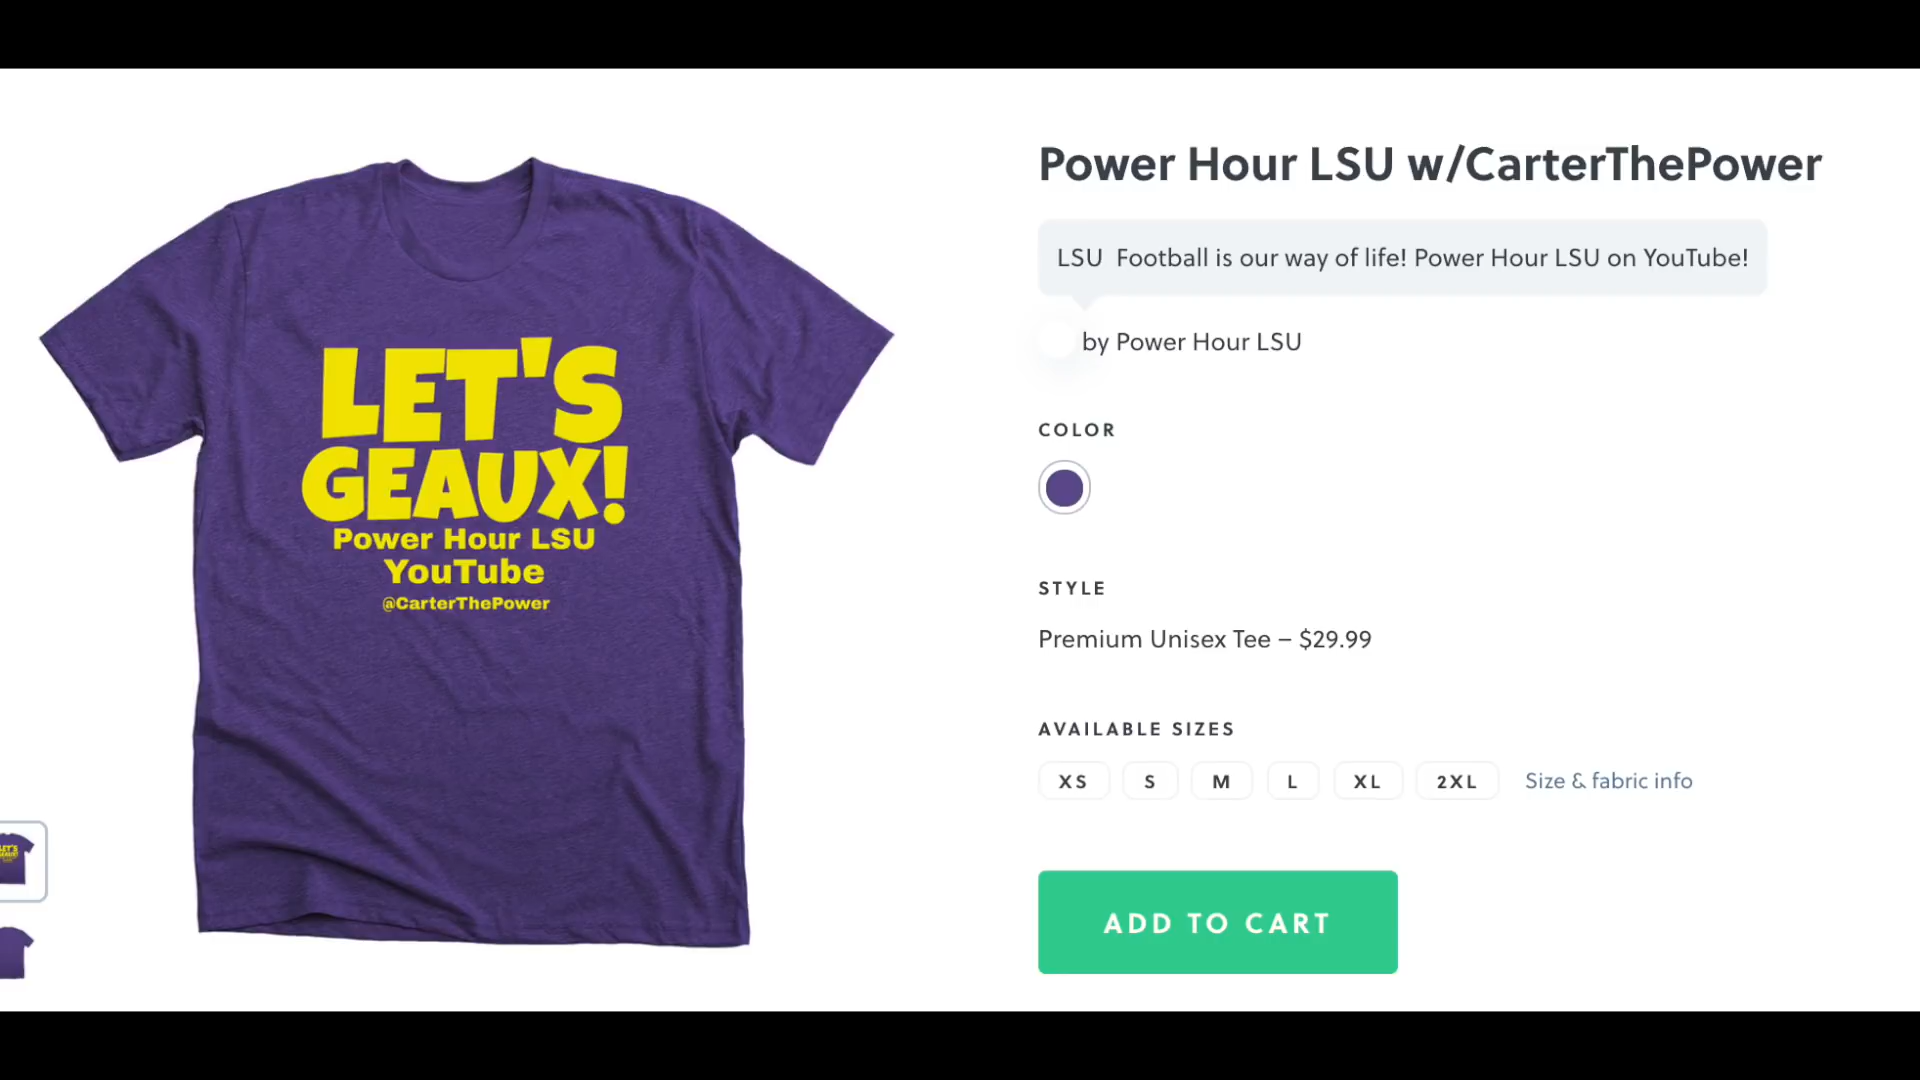 LET'S
GEAUX!
Power Hour LSU
YouTube
@CarterThePower
LET'S
GEAUX!
Power Hour LSU w/CarterThePower
LSU Football is our way of life! Power Hour LSU on YouTube!
by Power Hour LSU
COLOR
STYLE
Premium Unisex Tee – $29.99
AVAILABLE SIZES
XS S M L XL 2XL Size & fabric info
ADD TO CART